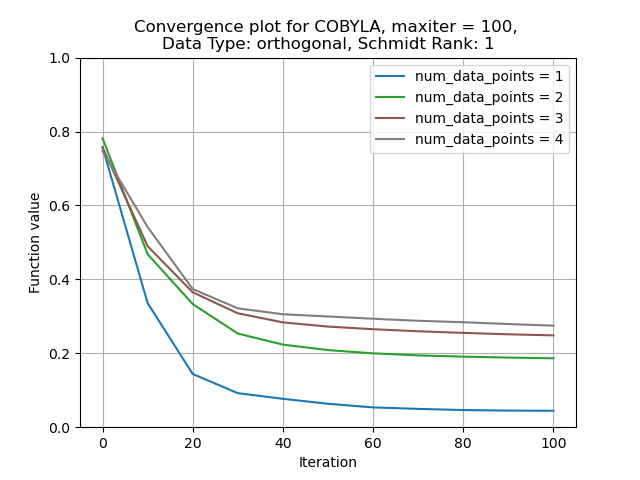 Convergence plot for COBYLA, maxiter = 100,
Data Type: orthogonal, Schmidt Rank: 1
num_data_points = 1
num_data_points = 2
num_data_points = 3
num_data_points = 4
Function value
1.0
0.8
0.6
0.4
0.2
0.0
0 20 40 60 80 100
Iteration